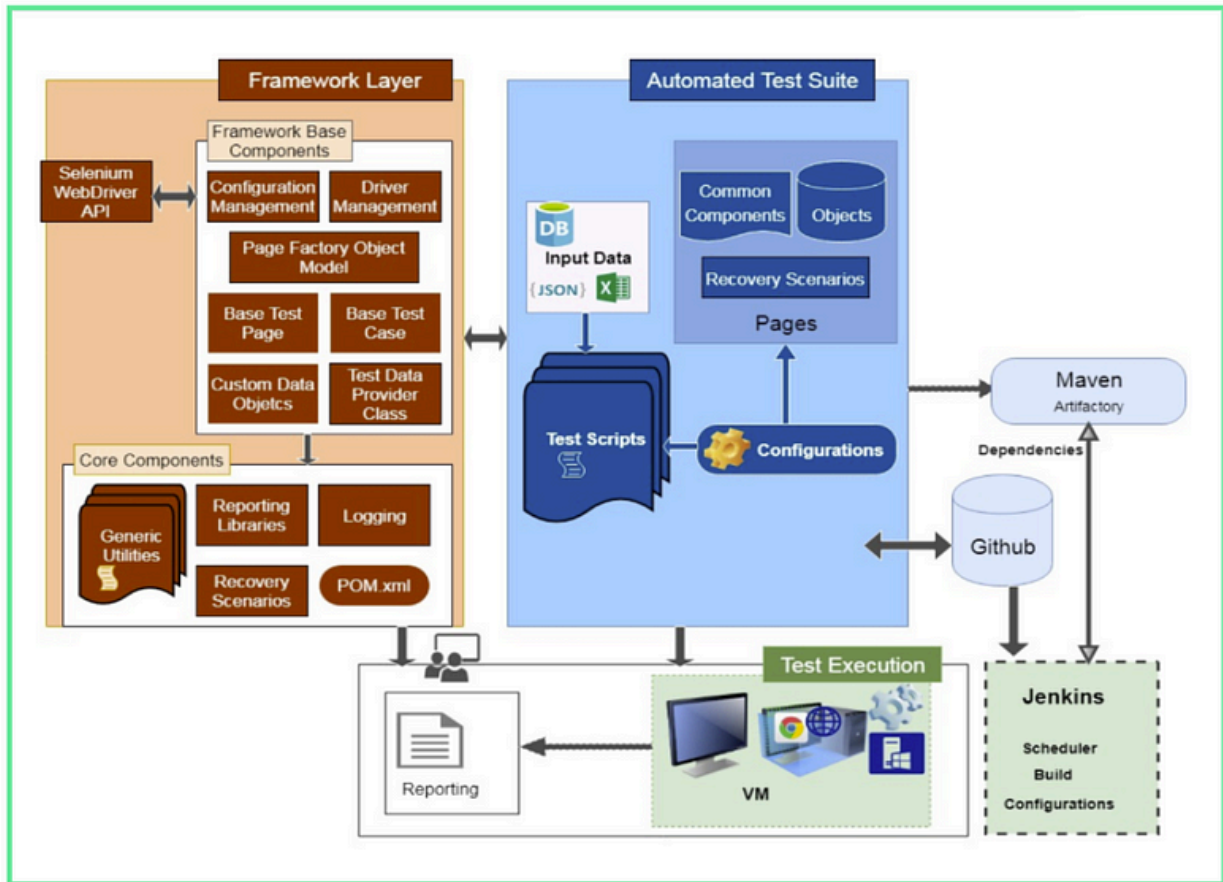 Framework Layer
Framework Base
Components
Selenium
WebDriver
API
Configuration
Management
Driver
Management
Page Factory Object
Model
Base Test
Page
Base Test
Case
Custom Data
Objetcs
Test Data
Provider
Class
Core Components
Generic
Utilities
Reporting
Libraries
Logging
Recovery
Scenarios
POM.xml
Automated Test Suite
DB
Input Data
{JSON}
X
Common
Components
Objects
Recovery Scenarios
Pages
Test Scripts
Configurations
Maven
Artifactory
Dependencies
Github
Jenkins
Scheduler
Build
Configurations
Test Execution
Reporting
VM